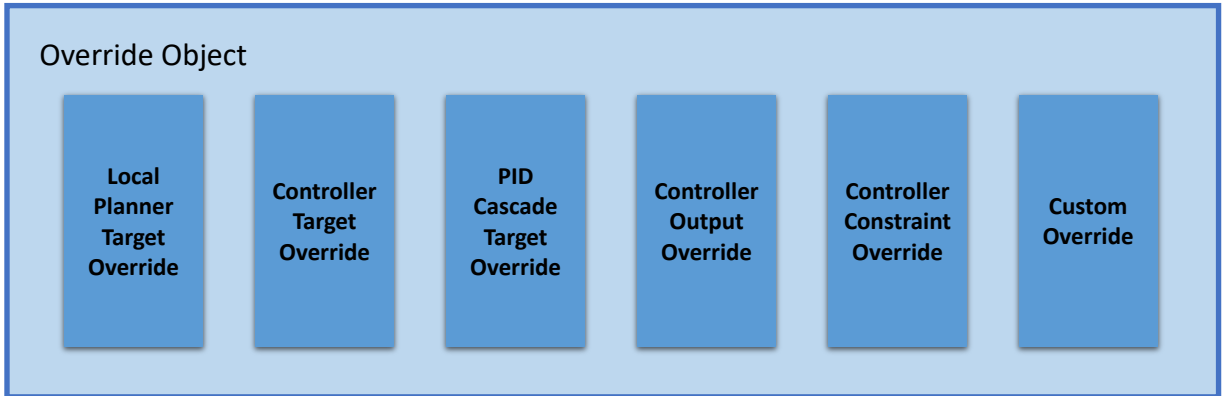 Override Object
Local
Planner
Target
Override
Controller
Target
Override
PID
Cascade
Target
Override
Controller
Output
Override
Controller
Constraint
Override
Custom
Override